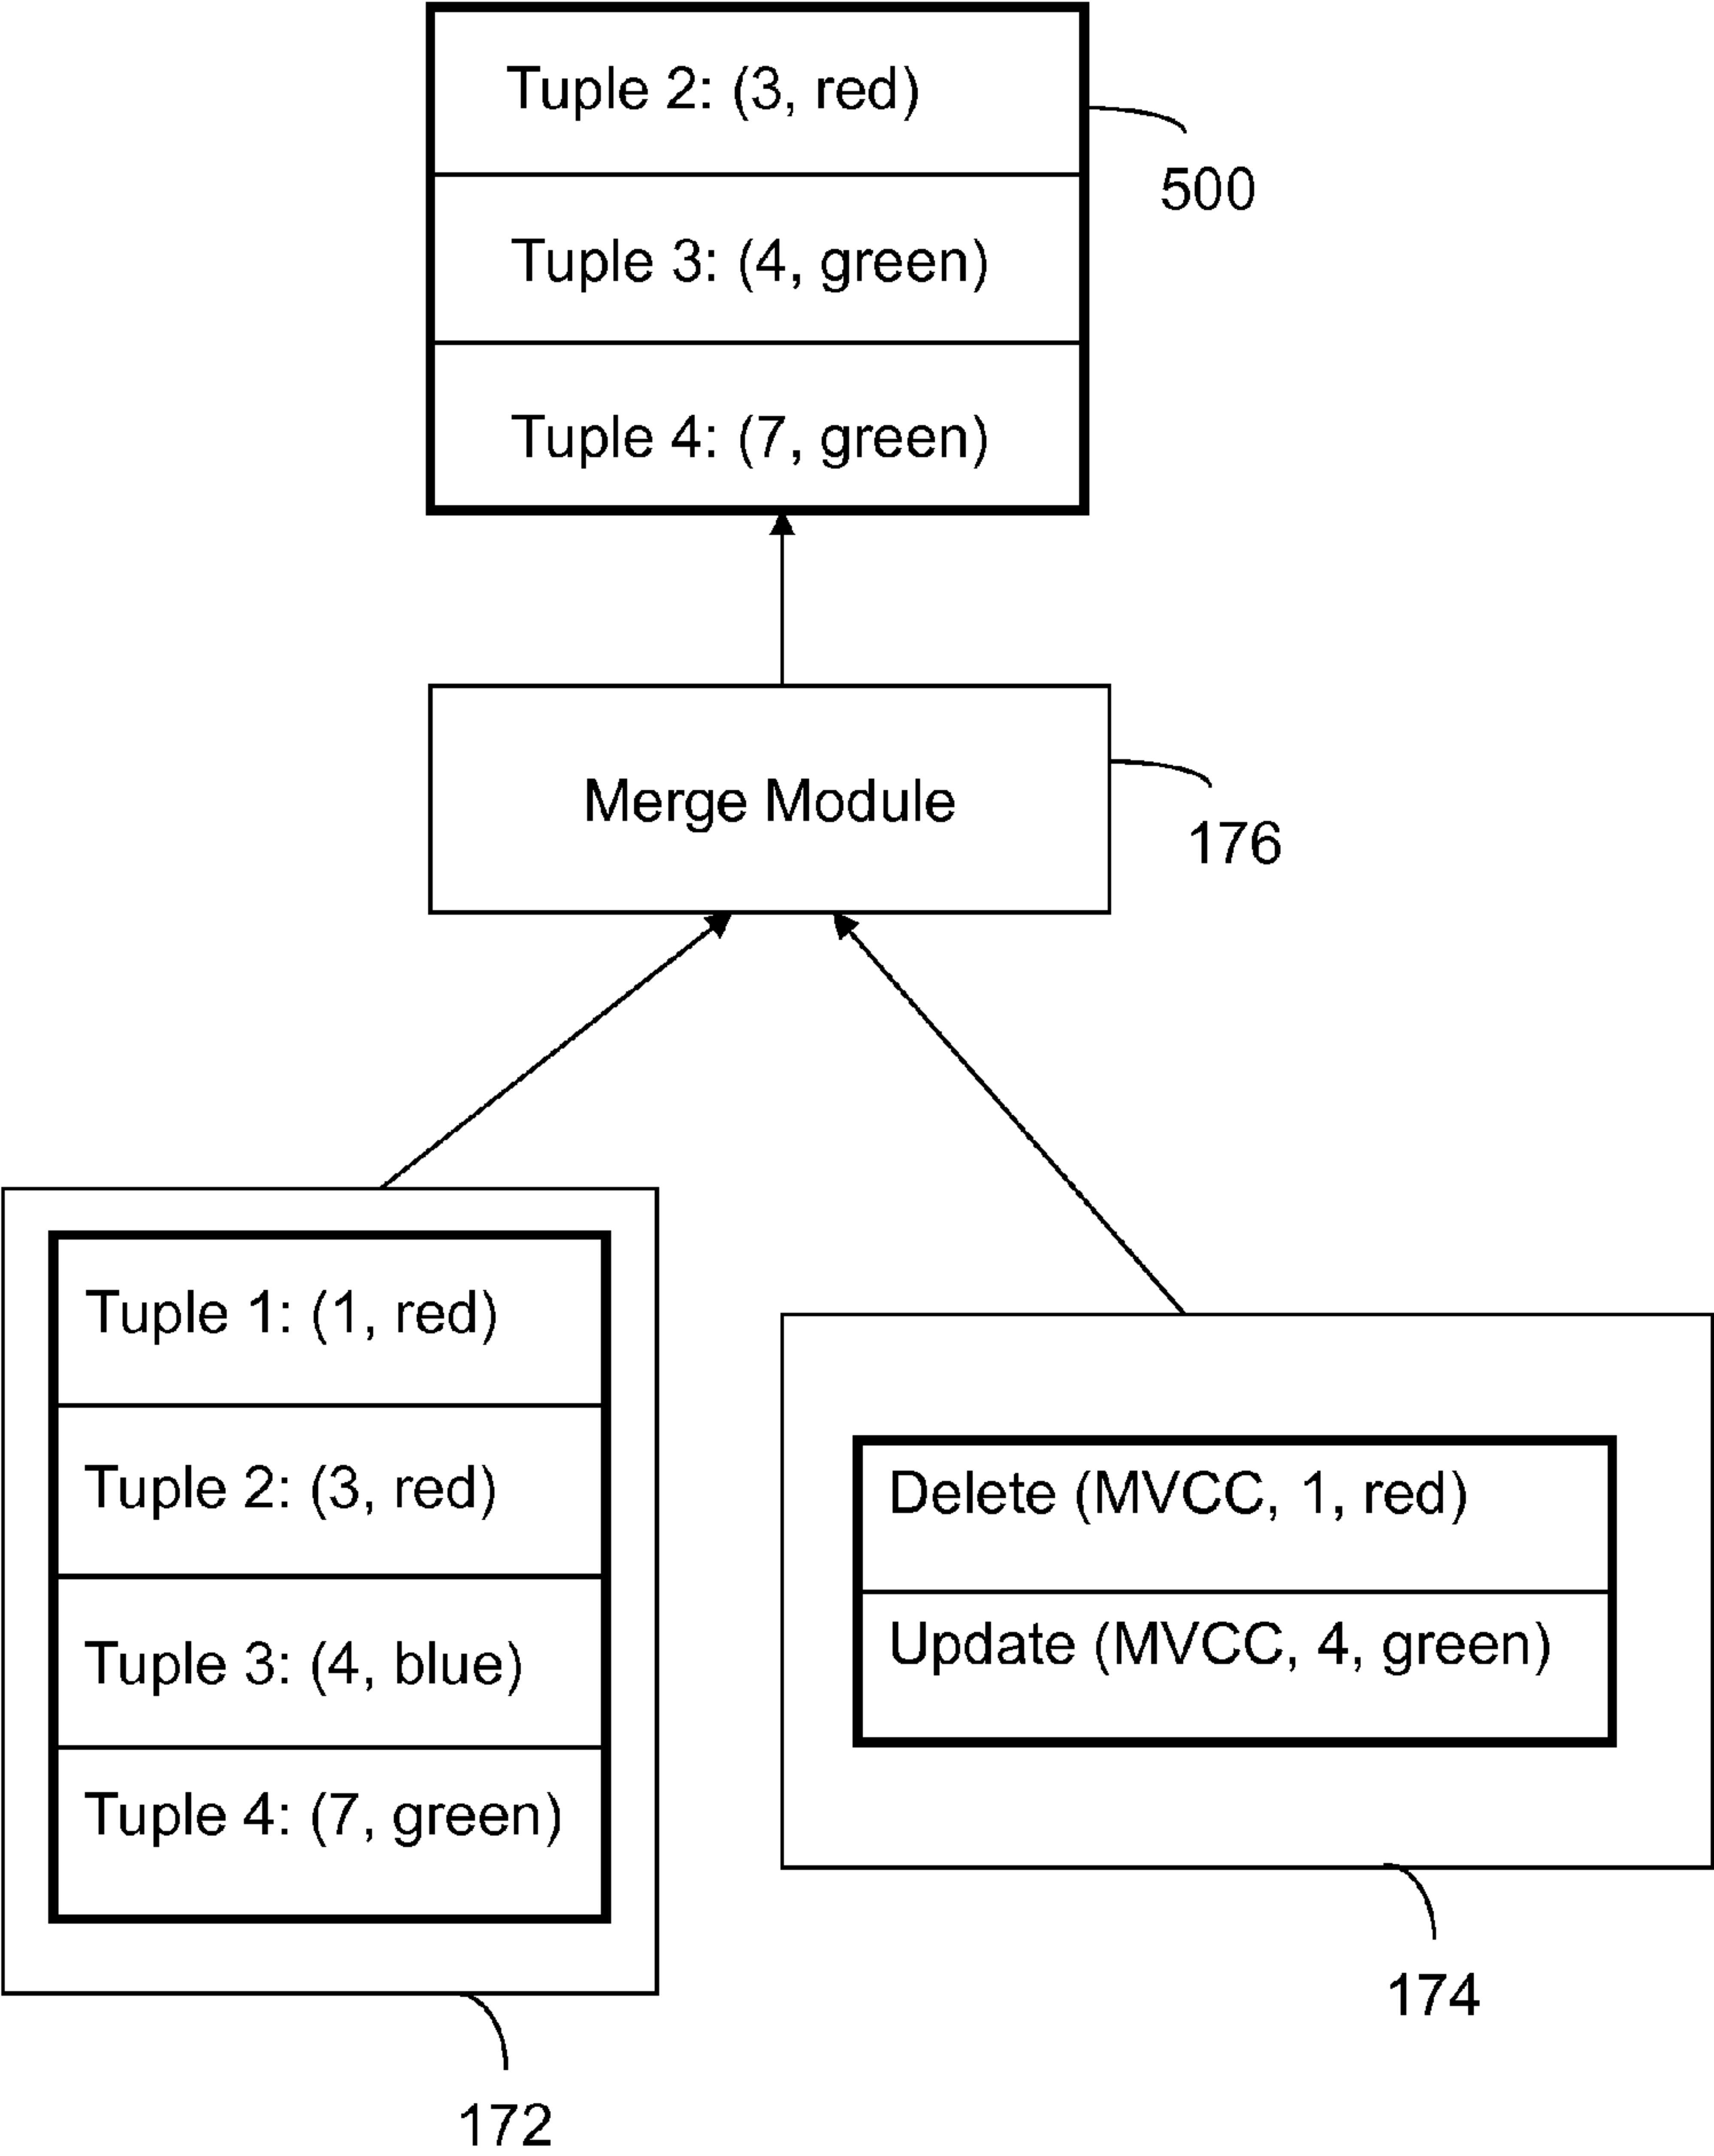 Tuple 2: (3, red)
500
Tuple 3: (4, green)
Tuple 4: (7, green)
Merge Module
176
Tuple 1: (1, red)
Tuple 2: (3, red)
Tuple 3: (4, blue)
Tuple 4: (7, green)
172
Delete (MVCC, 1, red)
Update (MVCC, 4, green)
174